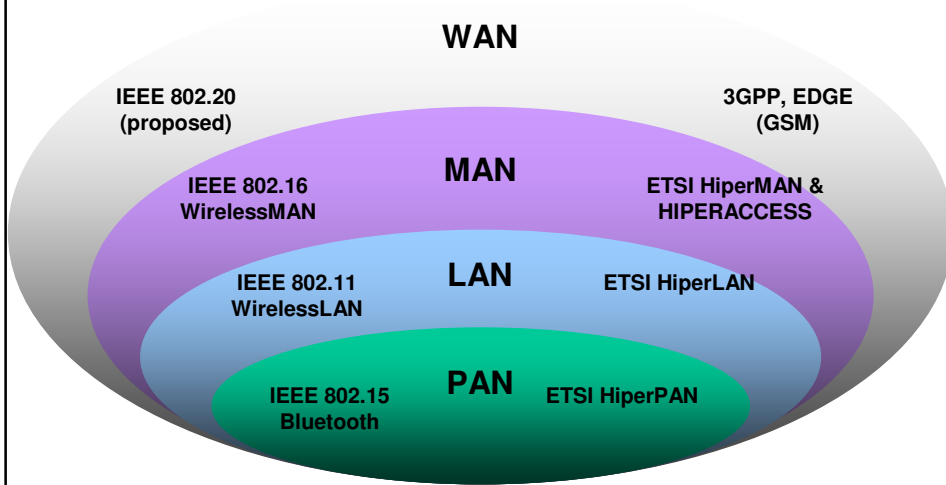 WAN
IEEE 802.20
(proposed)
3GPP, EDGE
(GSM)
MAN
IEEE 802.16
WirelessMAN
ETSI HiperMAN &
HIPERACCESS
LAN
IEEE 802.11
WirelessLAN
ETSI HiperLAN
PAN
IEEE 802.15
Bluetooth
ETSI HiperPAN